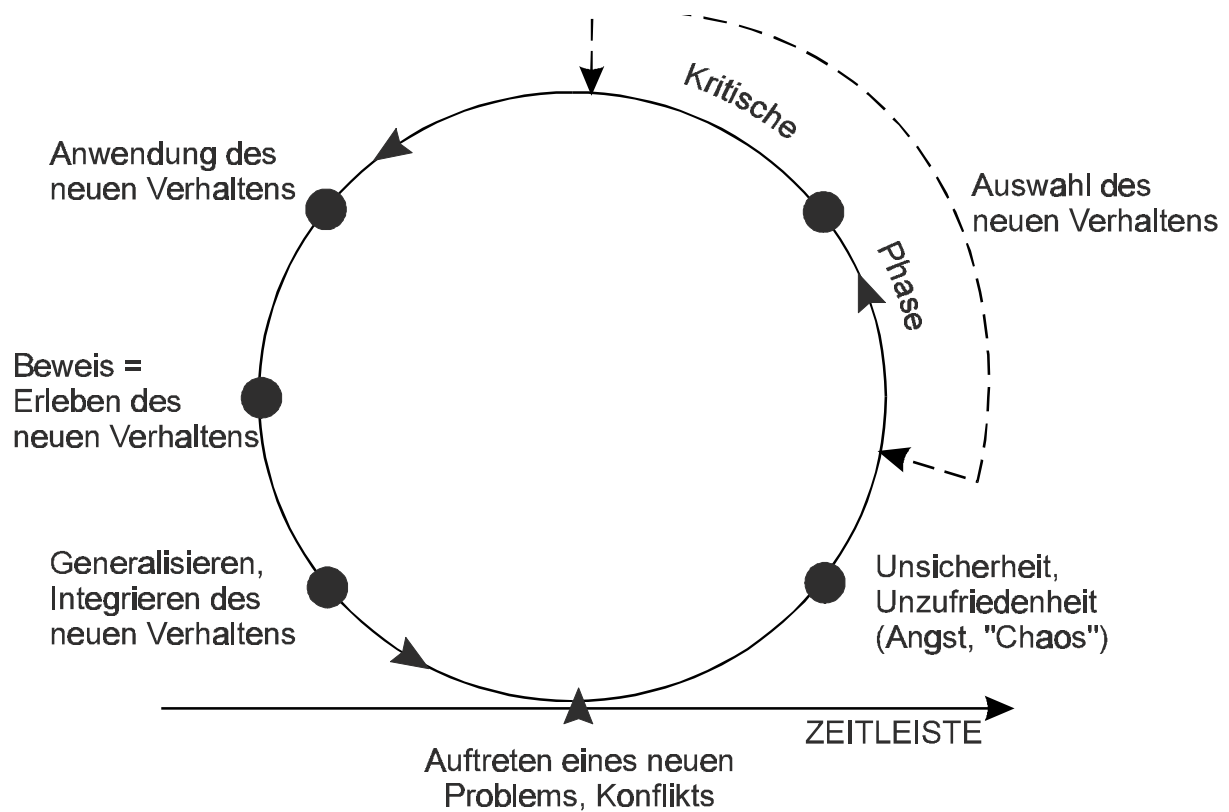 Kritische
Phase
Anwendung des
neuen Verhaltens
Auswahl des
neuen Verhaltens
Beweis =
Erleben des
neuen Verhaltens
Generalisieren,
Integrieren des
neuen Verhaltens
Unsicherheit,
Unzufriedenheit
(Angst, "Chaos")
ZEITLEISTE
Auftreten eines neuen
Problems, Konflikts